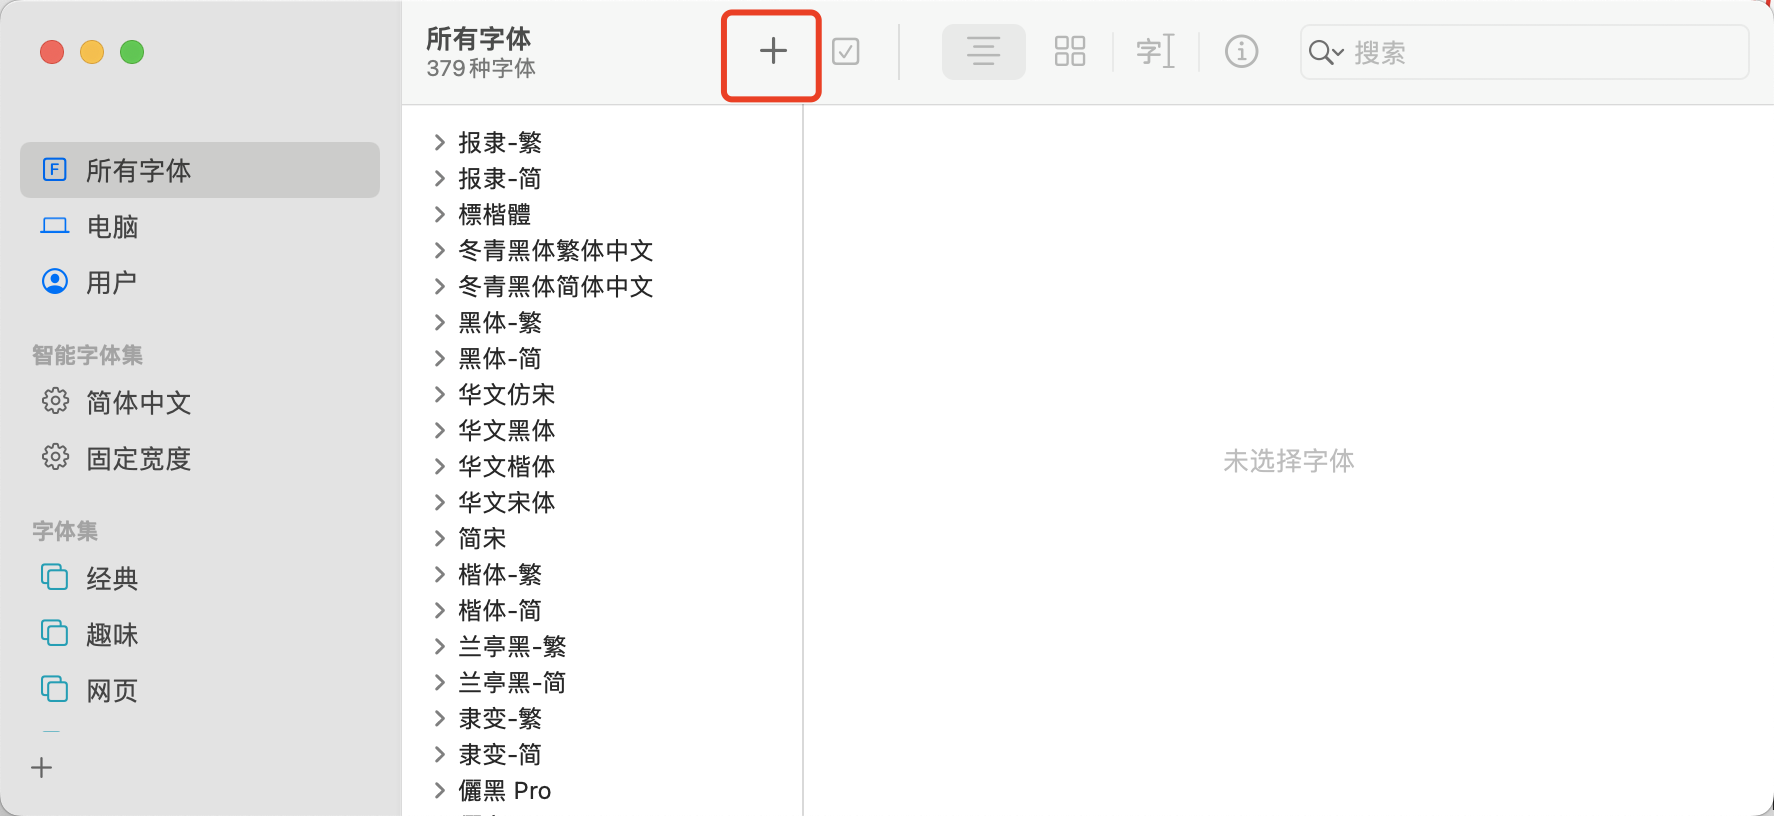 所有字体
379 种字体
字
搜索
所有字体
电脑
用户
智能字体集
简体中文
固定宽度
字体集
经典
趣味
网页
报隶-繁
报隶-简
標楷體
冬青黑体繁体中文
冬青黑体简体中文
黑体-繁
黑体-简
华文仿宋
华文黑体
华文楷体
华文宋体
简宋
楷体-繁
楷体-简
兰亭黑-繁
兰亭黑-简
隶变-繁
隶变-简
儷黑 Pro
未选择字体